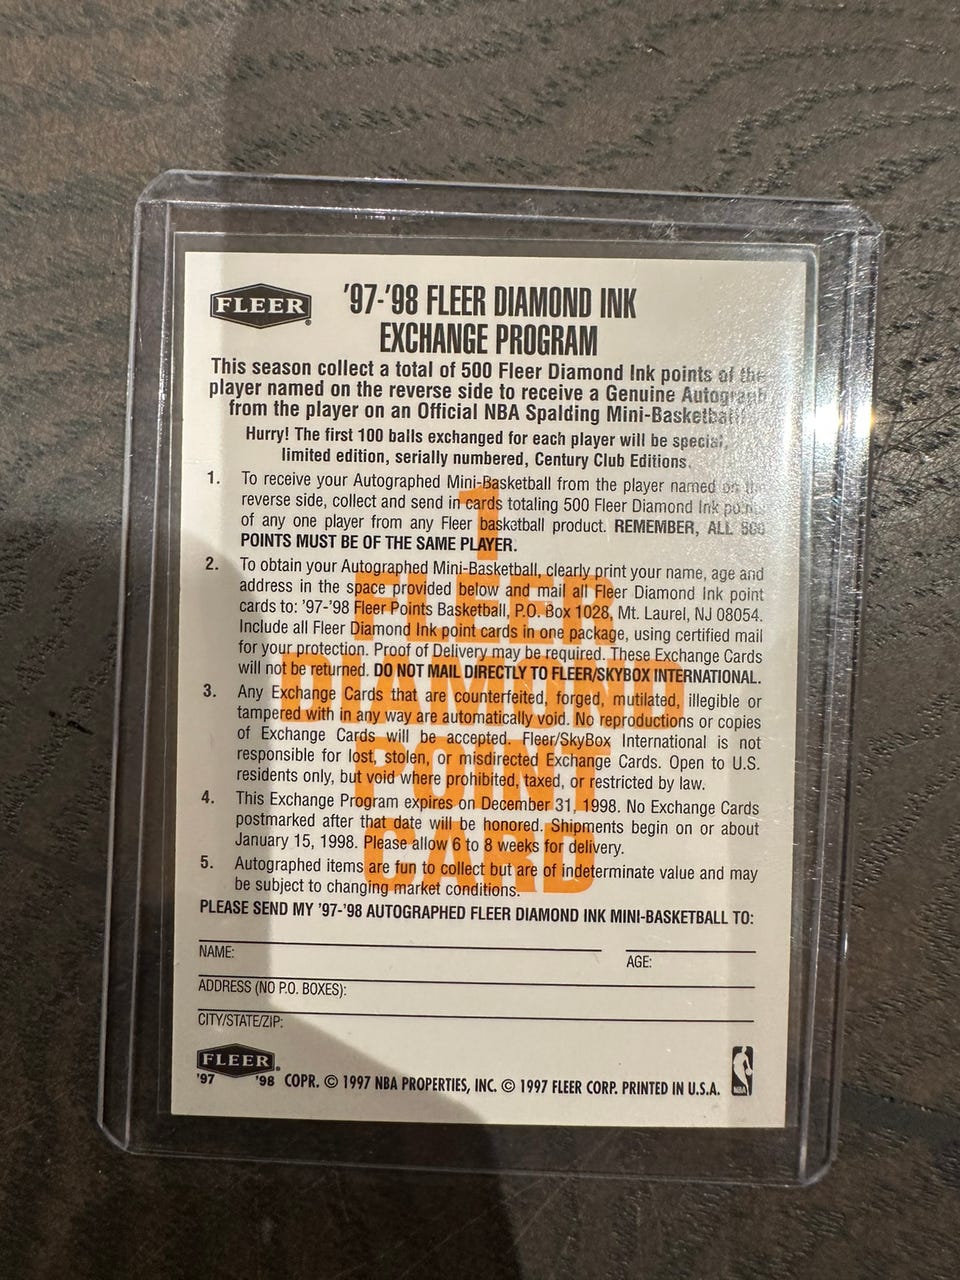 FLEER
'97-'98 FLEER DIAMOND INK
EXCHANGE PROGRAM
This season collect a total of 500 Fleer Diamond Ink points of the
player named on the reverse side to receive a Genuine Autograph
from the player on an Official NBA Spalding Mini-Basketball!
Hurry! The first 100 balls exchanged for each player will be special,
limited edition, serially numbered, Century Club Editions.
1. To receive your Autographed Mini-Basketball from the player named on the
reverse side, collect and send in cards totaling 500 Fleer Diamond Ink points
of any one player from any Fleer basketball product. REMEMBER, ALL 500
POINTS MUST BE OF THE SAME PLAYER.
2. To obtain your Autographed Mini-Basketball, clearly print your name, age and
address in the space provided below and mail all Fleer Diamond Ink point
cards to: '97-'98 Fleer Points Basketball, P.O. Box 1028, Mt. Laurel, NJ 08054.
Include all Fleer Diamond Ink point cards in one package, using certified mail
for your protection. Proof of Delivery may be required. These Exchange Cards
will not be returned. DO NOT MAIL DIRECTLY TO FLEER/SKYBOX INTERNATIONAL.
3. Any Exchange Cards that are counterfeited, forged, mutilated, illegible or
tampered with in any way are automatically void. No reproductions or copies
of Exchange Cards will be accepted. Fleer/SkyBox International is not
responsible for lost, stolen, or misdirected Exchange Cards. Open to U.S.
residents only, but void where prohibited, taxed, or restricted by law.
4. This Exchange Program expires on December 31, 1998. No Exchange Cards
postmarked after that date will be honored. Shipments begin on or about
January 15, 1998. Please allow 6 to 8 weeks for delivery.
5. Autographed items are fun to collect but are of indeterminate value and may
be subject to changing market conditions.
1
FLEER
DIAMOND
POINT
CARD
PLEASE SEND MY '97-'98 AUTOGRAPHED FLEER DIAMOND INK MINI-BASKETBALL TO:
NAME: AGE:
ADDRESS (NO P.O. BOXES):
CITY/STATE/ZIP:
FLEER
'97 '98 COPR. © 1997 NBA PROPERTIES, INC. © 1997 FLEER CORP. PRINTED IN U.S.A.
NBA